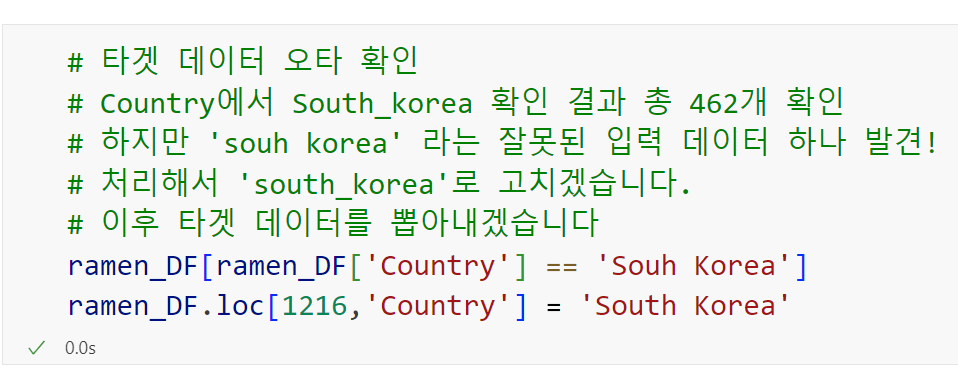 # 타겟 데이터 오타 확인
# Country에서 South_korea 확인 결과 총 462개 확인
# 하지만 'souh korea' 라는 잘못된 입력 데이터 하나 발견!
# 처리해서 'south_korea'로 고치겠습니다.
# 이후 타겟 데이터를 뽑아내겠습니다
ramen_DF[ramen_DF['Country'] == 'Souh Korea']
ramen_DF.loc[1216,'Country'] = 'South Korea'
0.0s